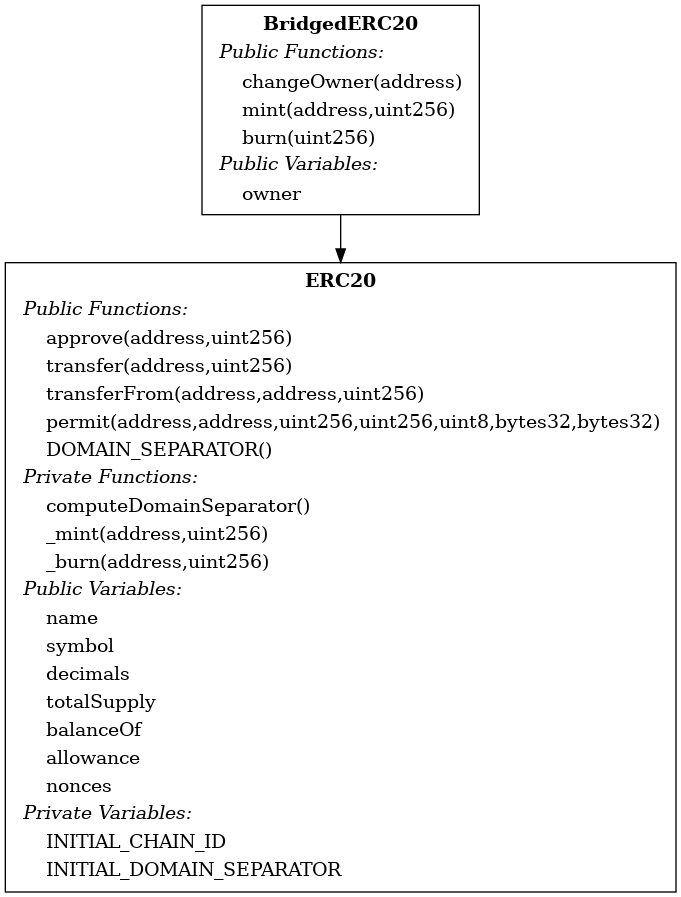 BridgedERC20
Public Functions:
changeOwner(address)
mint(address,uint256)
burn(uint256)
Public Variables:
owner
ERC20
Public Functions:
approve(address,uint256)
transfer(address,uint256)
transferFrom(address,address,uint256)
permit(address,address,uint256,uint256,uint8,bytes32,bytes32)
DOMAIN_SEPARATOR()
Private Functions:
computeDomainSeparator()
_mint(address,uint256)
_burn(address,uint256)
Public Variables:
name
symbol
decimals
totalSupply
balanceOf
allowance
nonces
Private Variables:
INITIAL_CHAIN_ID
INITIAL_DOMAIN_SEPARATOR